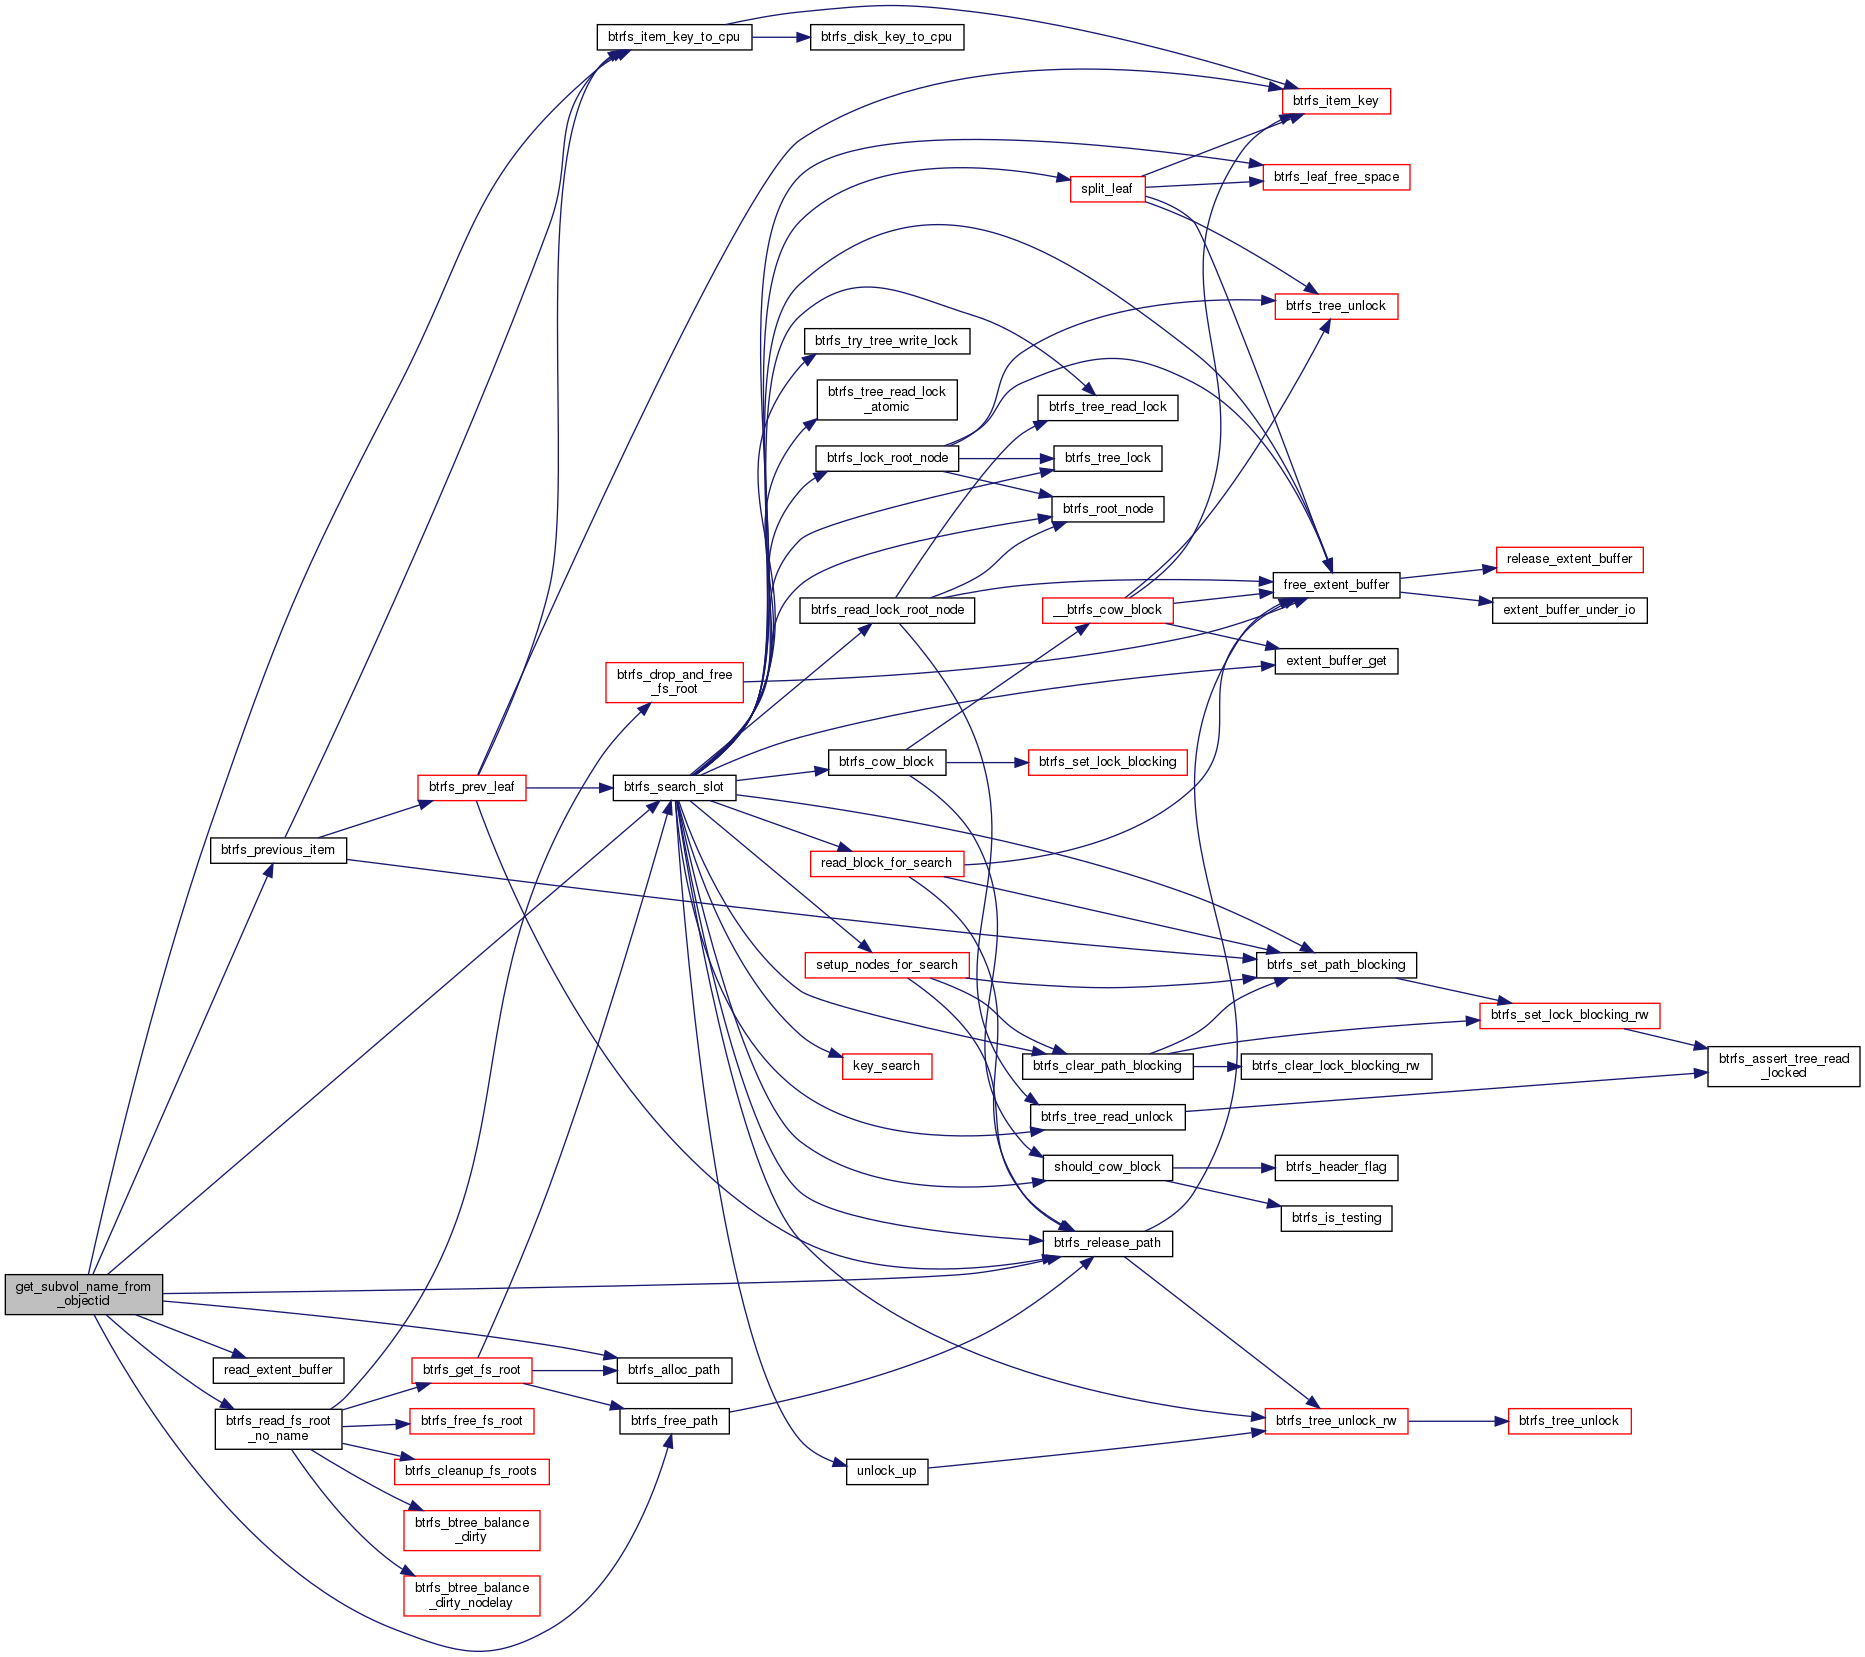 btrfs_item_key_to_cpu
btrfs_disk_key_to_cpu
btrfs_item_key
btrfs_leaf_free_space
split_leaf
btrfs_tree_unlock
btrfs_try_tree_write_lock
btrfs_tree_read_lock
_atomic
btrfs_tree_read_lock
btrfs_lock_root_node
btrfs_tree_lock
btrfs_root_node
release_extent_buffer
free_extent_buffer
extent_buffer_under_io
btrfs_read_lock_root_node
__btrfs_cow_block
extent_buffer_get
btrfs_drop_and_free
_fs_root
btrfs_cow_block
btrfs_set_lock_blocking
btrfs_prev_leaf
btrfs_search_slot
btrfs_previous_item
read_block_for_search
setup_nodes_for_search
btrfs_set_path_blocking
btrfs_set_lock_blocking_rw
key_search
btrfs_clear_path_blocking
btrfs_clear_lock_blocking_rw
btrfs_assert_tree_read
_locked
btrfs_tree_read_unlock
should_cow_block
btrfs_header_flag
btrfs_is_testing
btrfs_release_path
get_subvol_name_from
_objectid
read_extent_buffer
btrfs_get_fs_root
btrfs_alloc_path
btrfs_read_fs_root
_no_name
btrfs_free_fs_root
btrfs_free_path
btrfs_tree_unlock_rw
btrfs_tree_unlock
btrfs_cleanup_fs_roots
unlock_up
btrfs_btree_balance
_dirty
btrfs_btree_balance
_dirty_nodelay